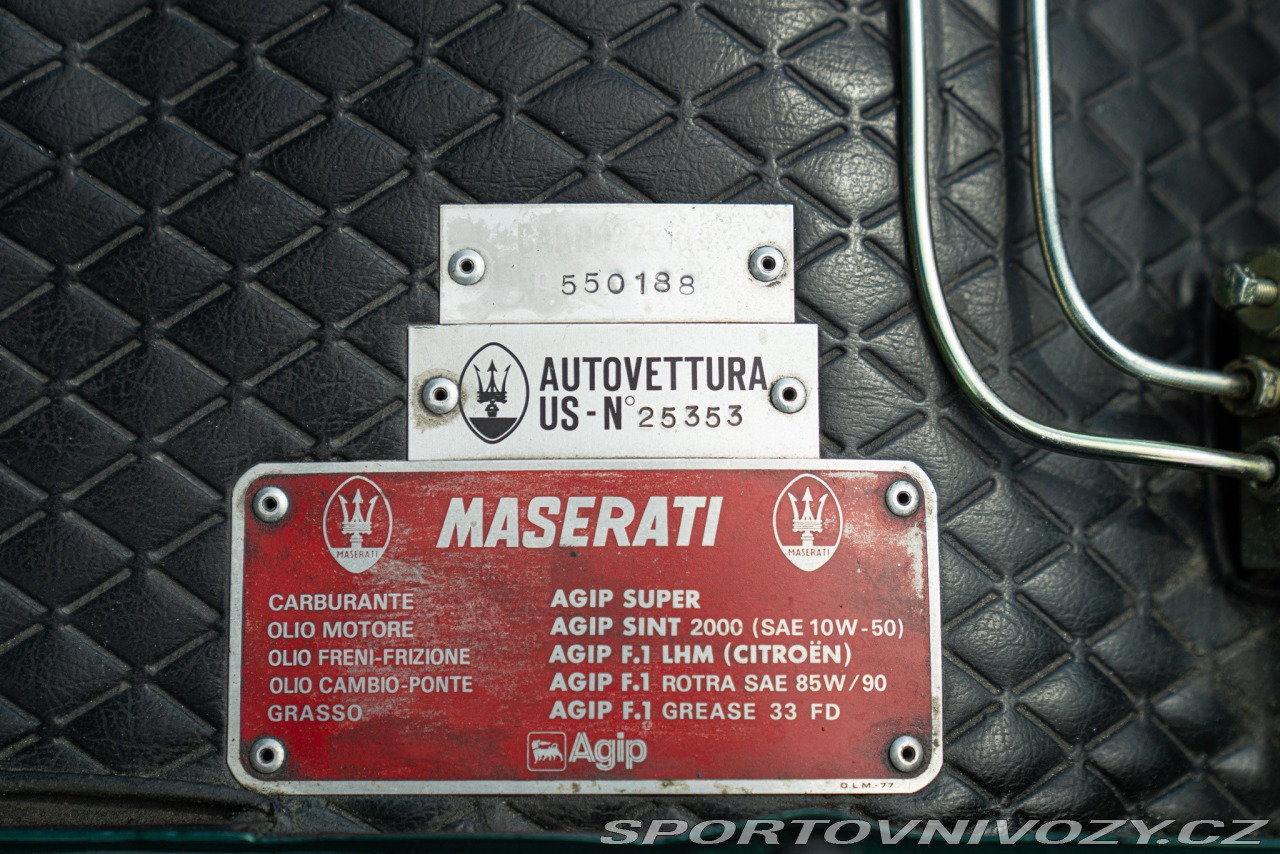 550188
AUTOVETTURA
US-N° 25353
MASERATI MASERATI MASERATI
CARBURANTE AGIP SUPER
OLIO MOTORE AGIP SINT 2000 (SAE 10W-50)
OLIO FRENI-FRIZIONE AGIP F.1 LHM (CITROËN)
OLIO CAMBIO-PONTE AGIP F.1 ROTRA SAE 85W/90
GRASSO AGIP F.1 GREASE 33 FD
Agip
O.L.M.-77
SPORTOVNIVOZY.CZ